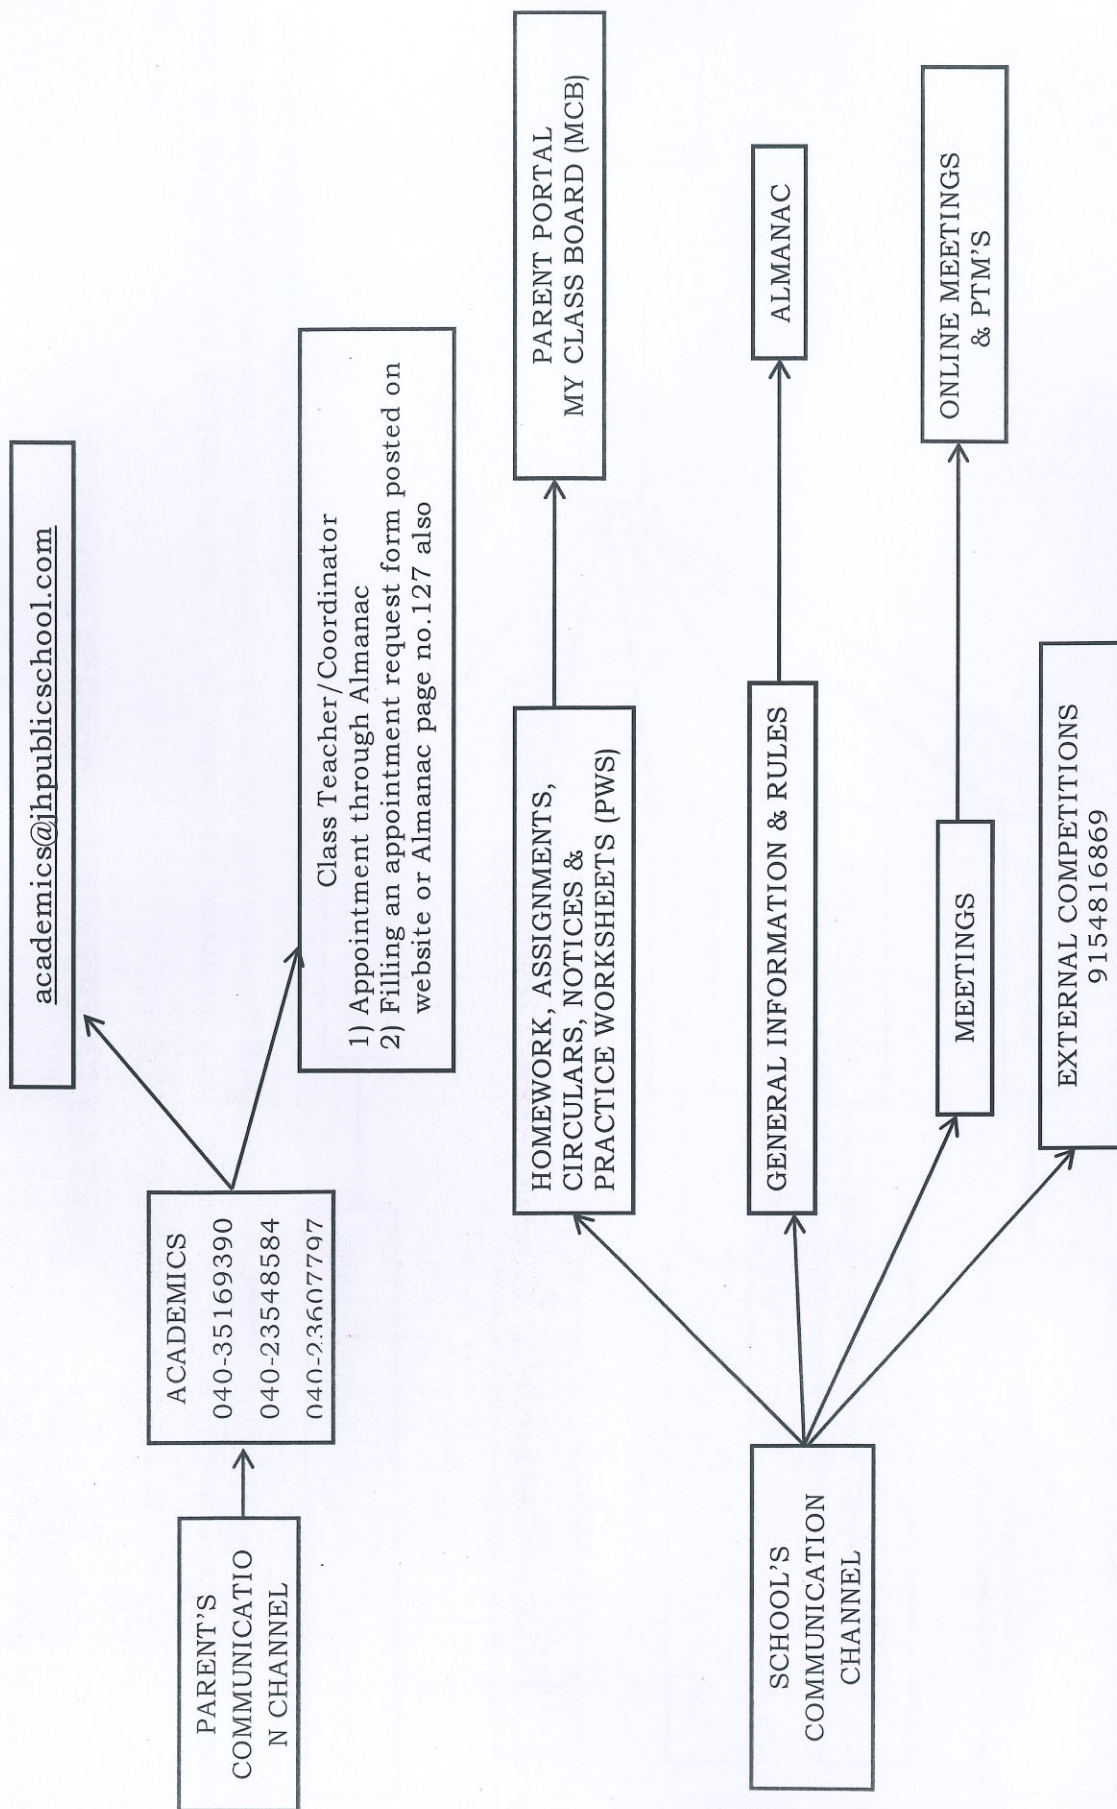 academics@jhpublicschool.com
PARENT'S
COMMUNICATIO
N CHANNEL
ACADEMICS
040-35169390
040-23548584
040-23607797
Class Teacher/Coordinator
1) Appointment through Almanac
2) Filling an appointment request form posted on
website or Almanac page no.127 also
HOMEWORK, ASSIGNMENTS,
CIRCULARS, NOTICES &
PRACTICE WORKSHEETS (PWS)
PARENT PORTAL
MY CLASS BOARD (MCB)
SCHOOL'S
COMMUNICATION
CHANNEL
GENERAL INFORMATION & RULES
ALMANAC
MEETINGS
ONLINE MEETINGS
& PTM'S
EXTERNAL COMPETITIONS
9154816869